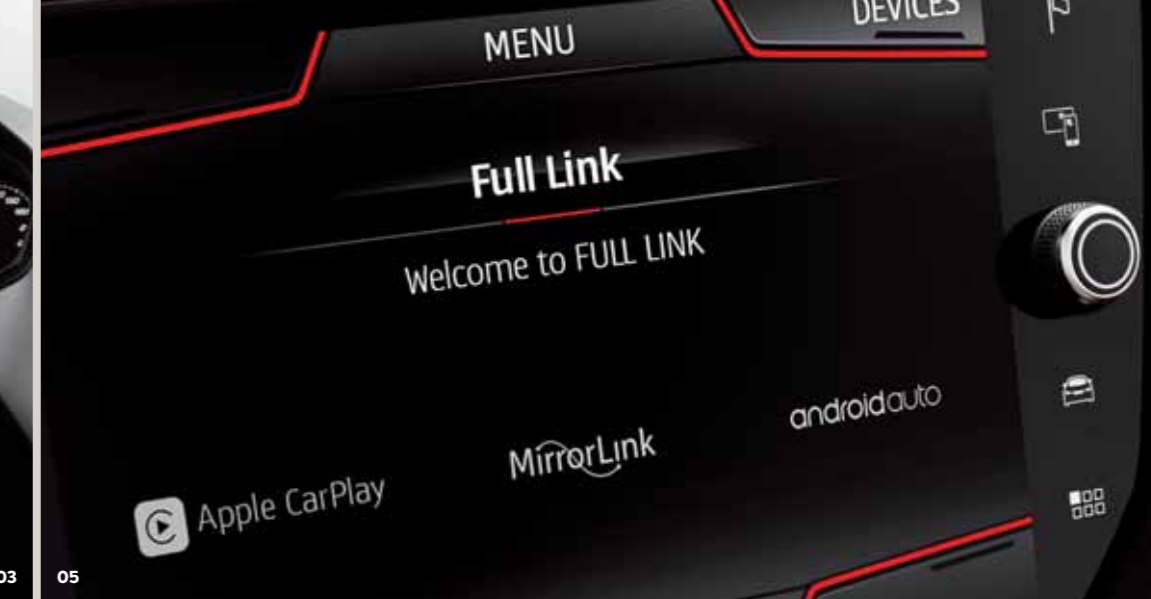 DEVICES
MENU
Full Link
Welcome to FULL LINK
androidauto
MirrorLink
Apple CarPlay
03
05